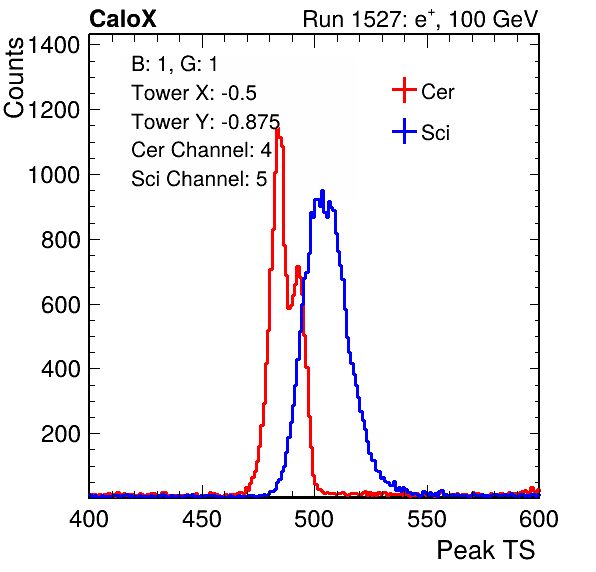 CaloX Run 1527: e+, 100 GeV
B: 1, G: 1
Tower X: -0.5
Tower Y: -0.875
Cer Channel: 4
Sci Channel: 5
Cer
Sci
Counts
1400
1200
1000
800
600
400
200
400 450 500 550 600
Peak TS